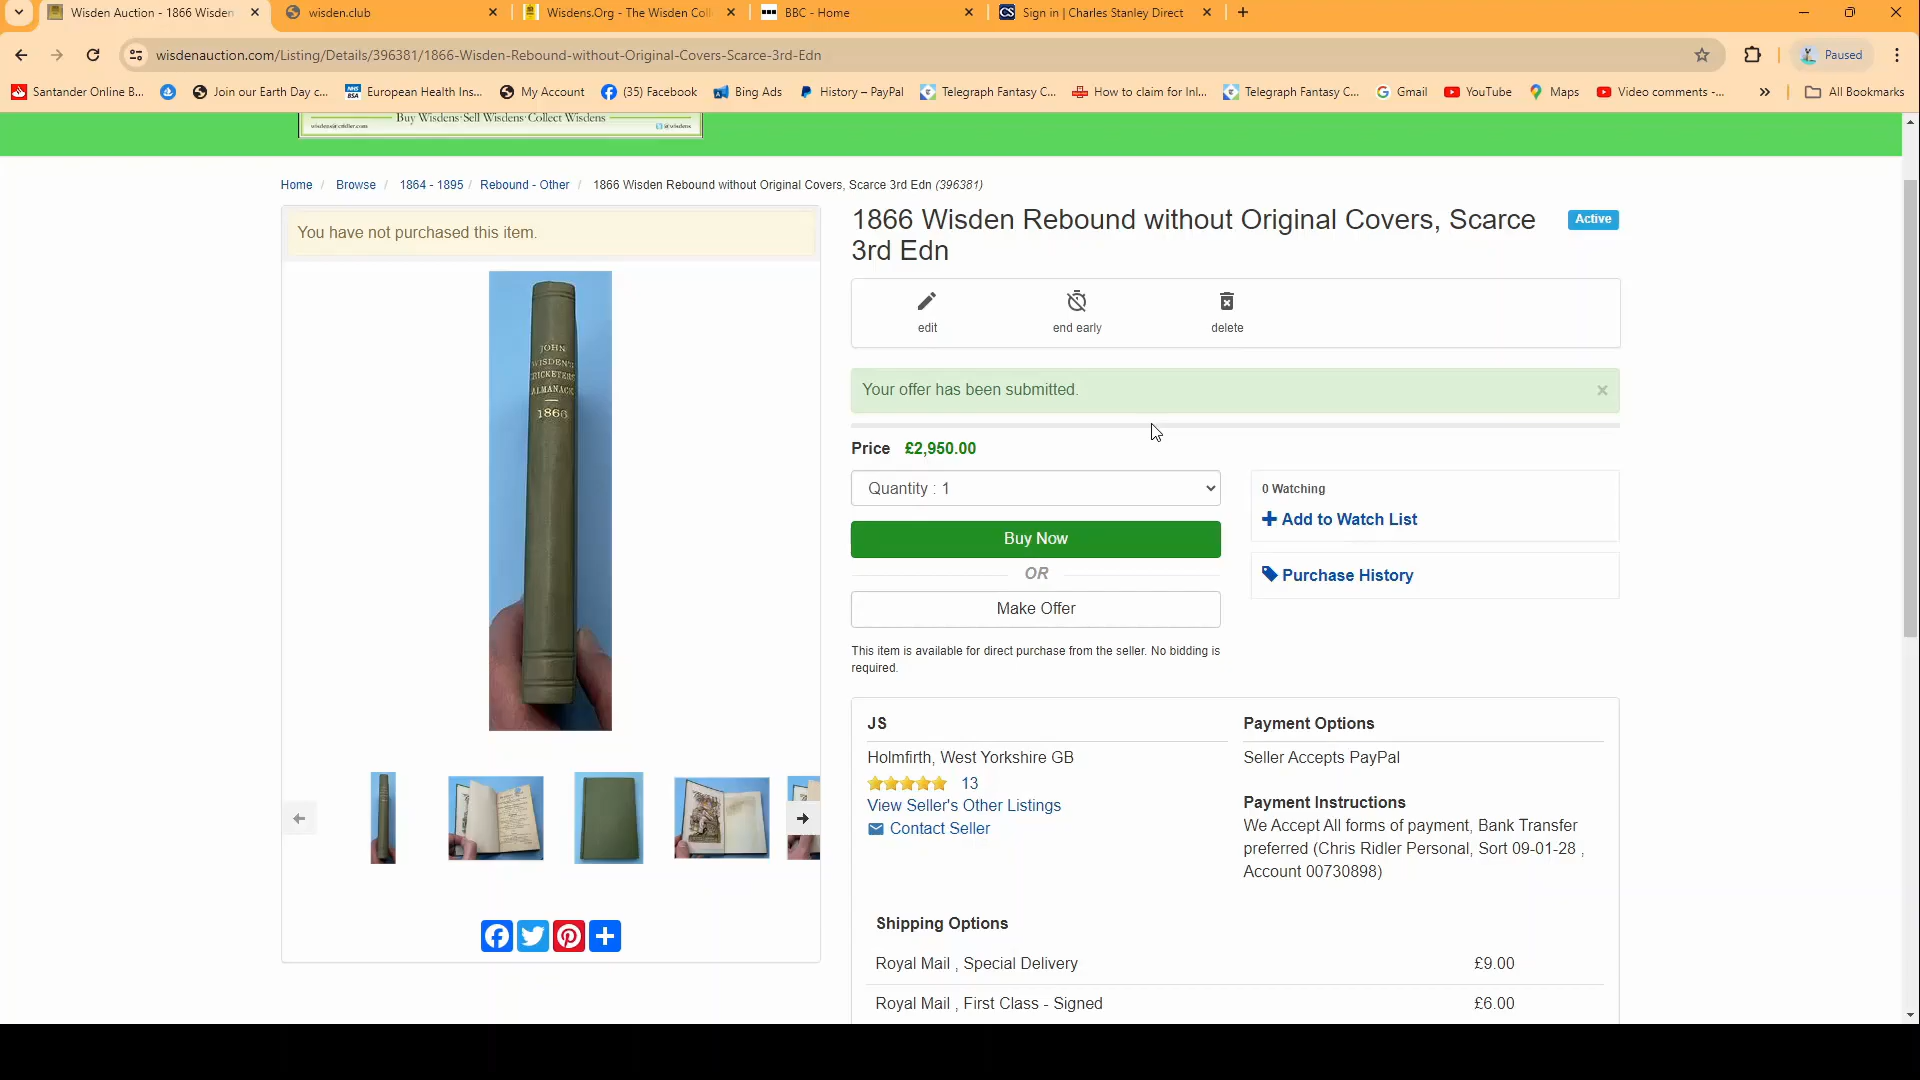 Wisden Auction - 1866 Wisden
wisden.club
Wisdens.Org - The Wisden Coll
BBC - Home
Sign in | Charles Stanley Direct
wisdenauction.com/Listing/Details/396381/1866-Wisden-Rebound-without-Original-Covers-Scarce-3rd-Edn
Paused
Santander Online B...
Join our Earth Day c...
European Health Ins...
My Account
(35) Facebook
Bing Ads
History – PayPal
Telegraph Fantasy C...
How to claim for Inl...
Telegraph Fantasy C...
Gmail
YouTube
Maps
Video comments -...
All Bookmarks
Buy Wisdens·Sell Wisdens·Collect Wisdens
@wisdens
Home / Browse / 1864 - 1895 / Rebound - Other / 1866 Wisden Rebound without Original Covers, Scarce 3rd Edn (396381)
You have not purchased this item.
JOHN
WISDEN'S
CRICKETERS'
ALMANACK
1866
1866 Wisden Rebound without Original Covers, Scarce
3rd Edn
Active
edit
end early
delete
Your offer has been submitted.
Price £2,950.00
Quantity : 1
0 Watching
Add to Watch List
Buy Now
Purchase History
OR
Make Offer
This item is available for direct purchase from the seller. No bidding is
required.
JS
Holmfirth, West Yorkshire GB
13
View Seller's Other Listings
Contact Seller
Payment Options
Seller Accepts PayPal
Payment Instructions
We Accept All forms of payment, Bank Transfer
preferred (Chris Ridler Personal, Sort 09-01-28 ,
Account 00730898)
Shipping Options
Royal Mail , Special Delivery £9.00
Royal Mail , First Class - Signed £6.00